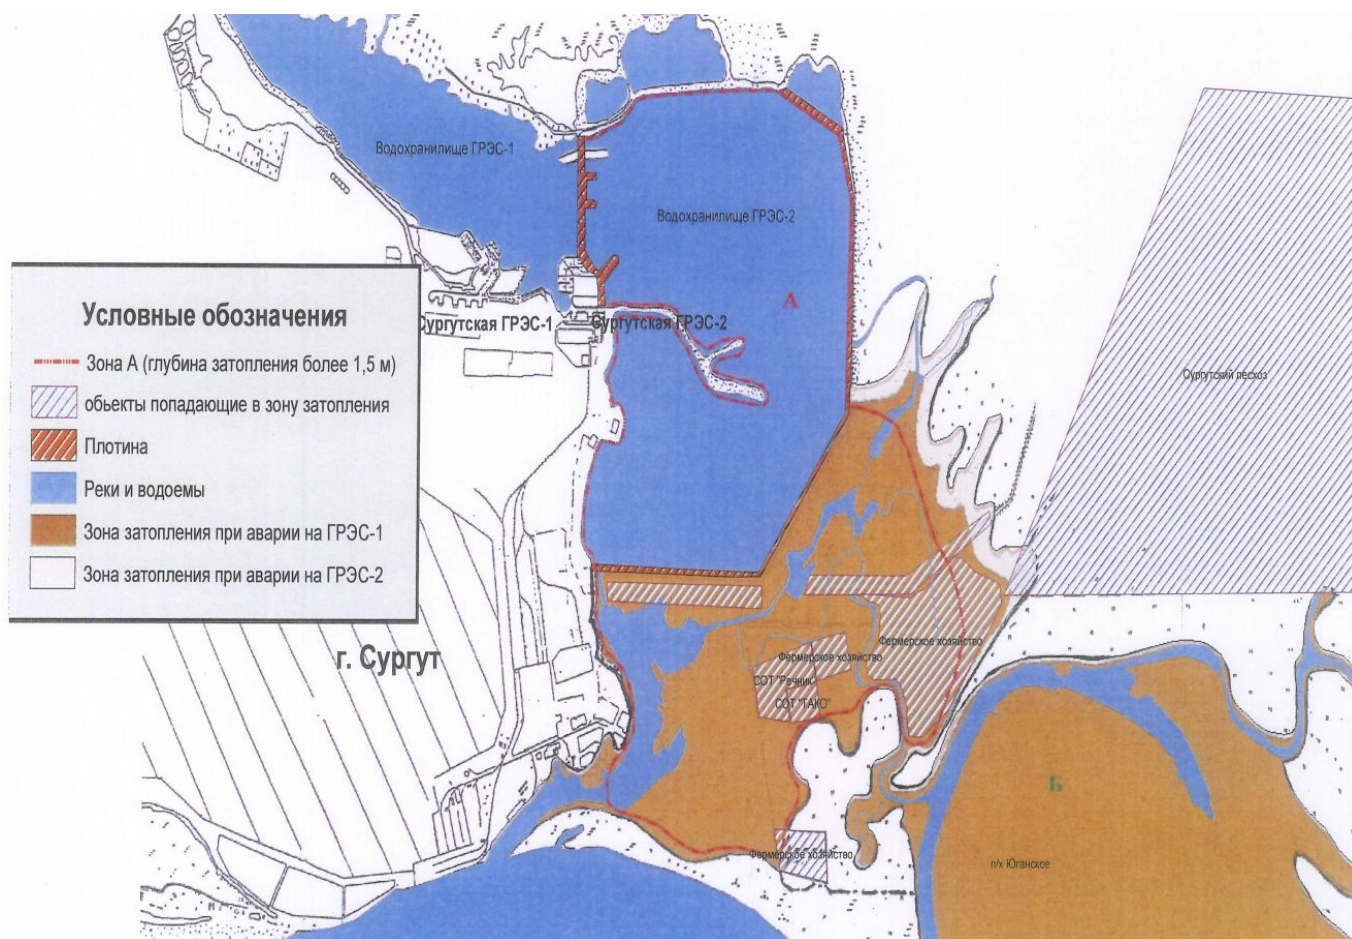 Водохранилище ГРЭС-1
Водохранилище ГРЭС-2
А
Сургутская ГРЭС-1
Сургутская ГРЭС-2
Сургутский лесхоз
Условные обозначения
Зона А (глубина затопления более 1,5 м)
обьекты попадающие в зону затопления
Плотина
Реки и водоемы
Зона затопления при аварии на ГРЭС-1
Зона затопления при аварии на ГРЭС-2
г. Сургут
Фермерское хозяйство
Фермерское хозяйство
СОТ "Речник"
СОТ "ТАКО"
Б
Фермерское хозяйство
п/х Юганское